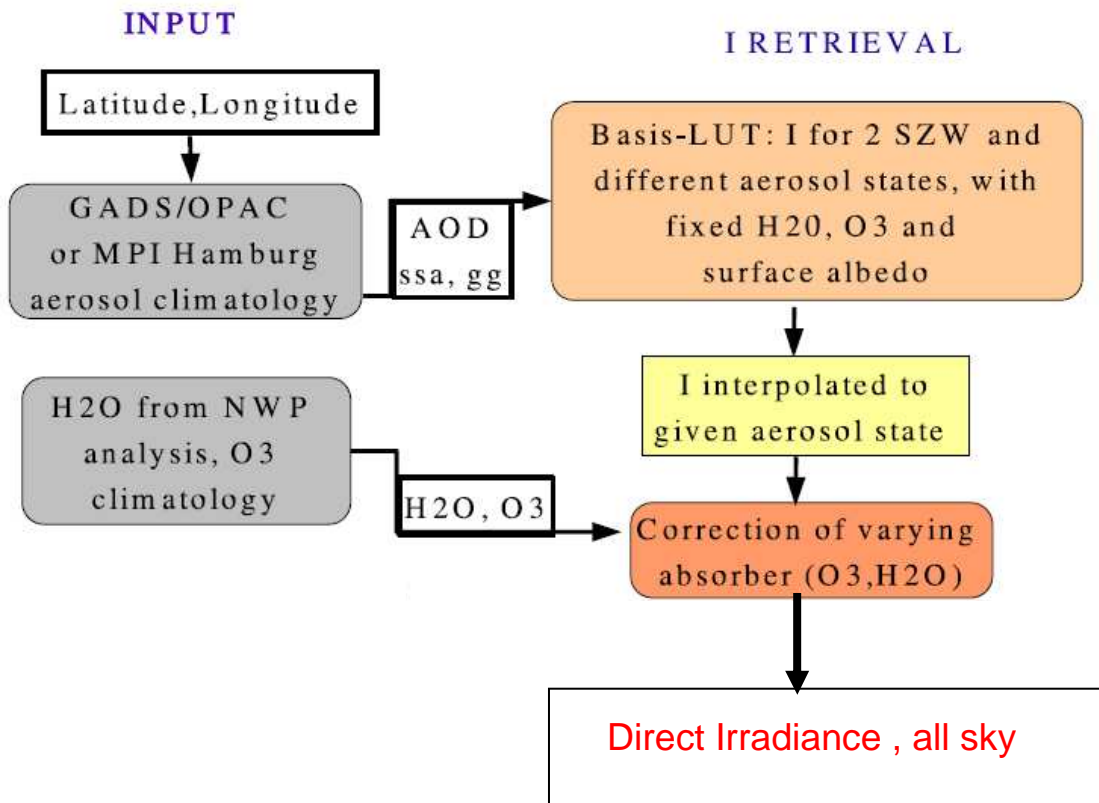 INPUT
I RETRIEVAL
Latitude,Longitude
GADS/OPAC
or MPI Hamburg
aerosol climatology
AOD
ssa, gg
Basis-LUT: I for 2 SZW and
different aerosol states, with
fixed H20, O3 and
surface albedo
I interpolated to
given aerosol state
H2O from NWP
analysis, O3
climatology
H2O, O3
Correction of varying
absorber (O3,H2O)
Direct Irradiance , all sky